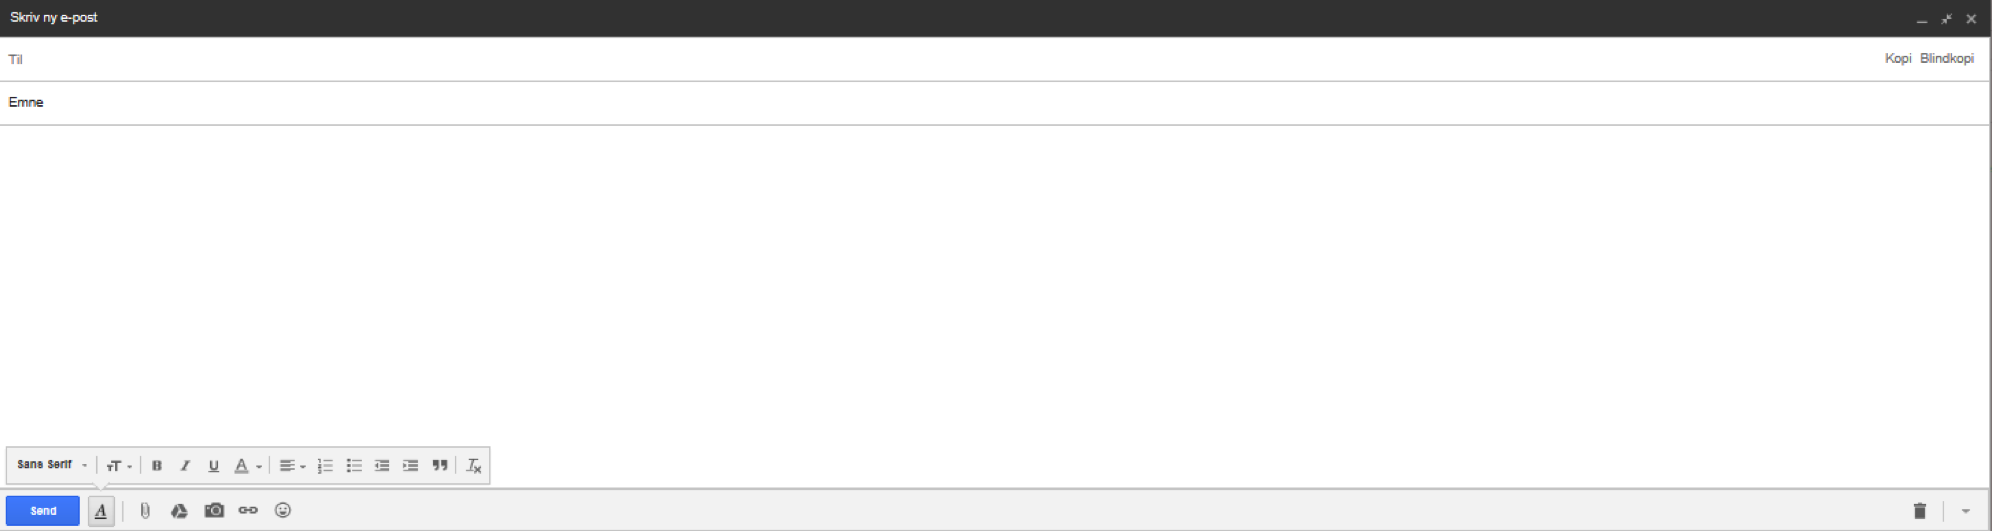 Skriv ny e-post
Til Kopi Blindkopi
Emne
Sans Serif
Send